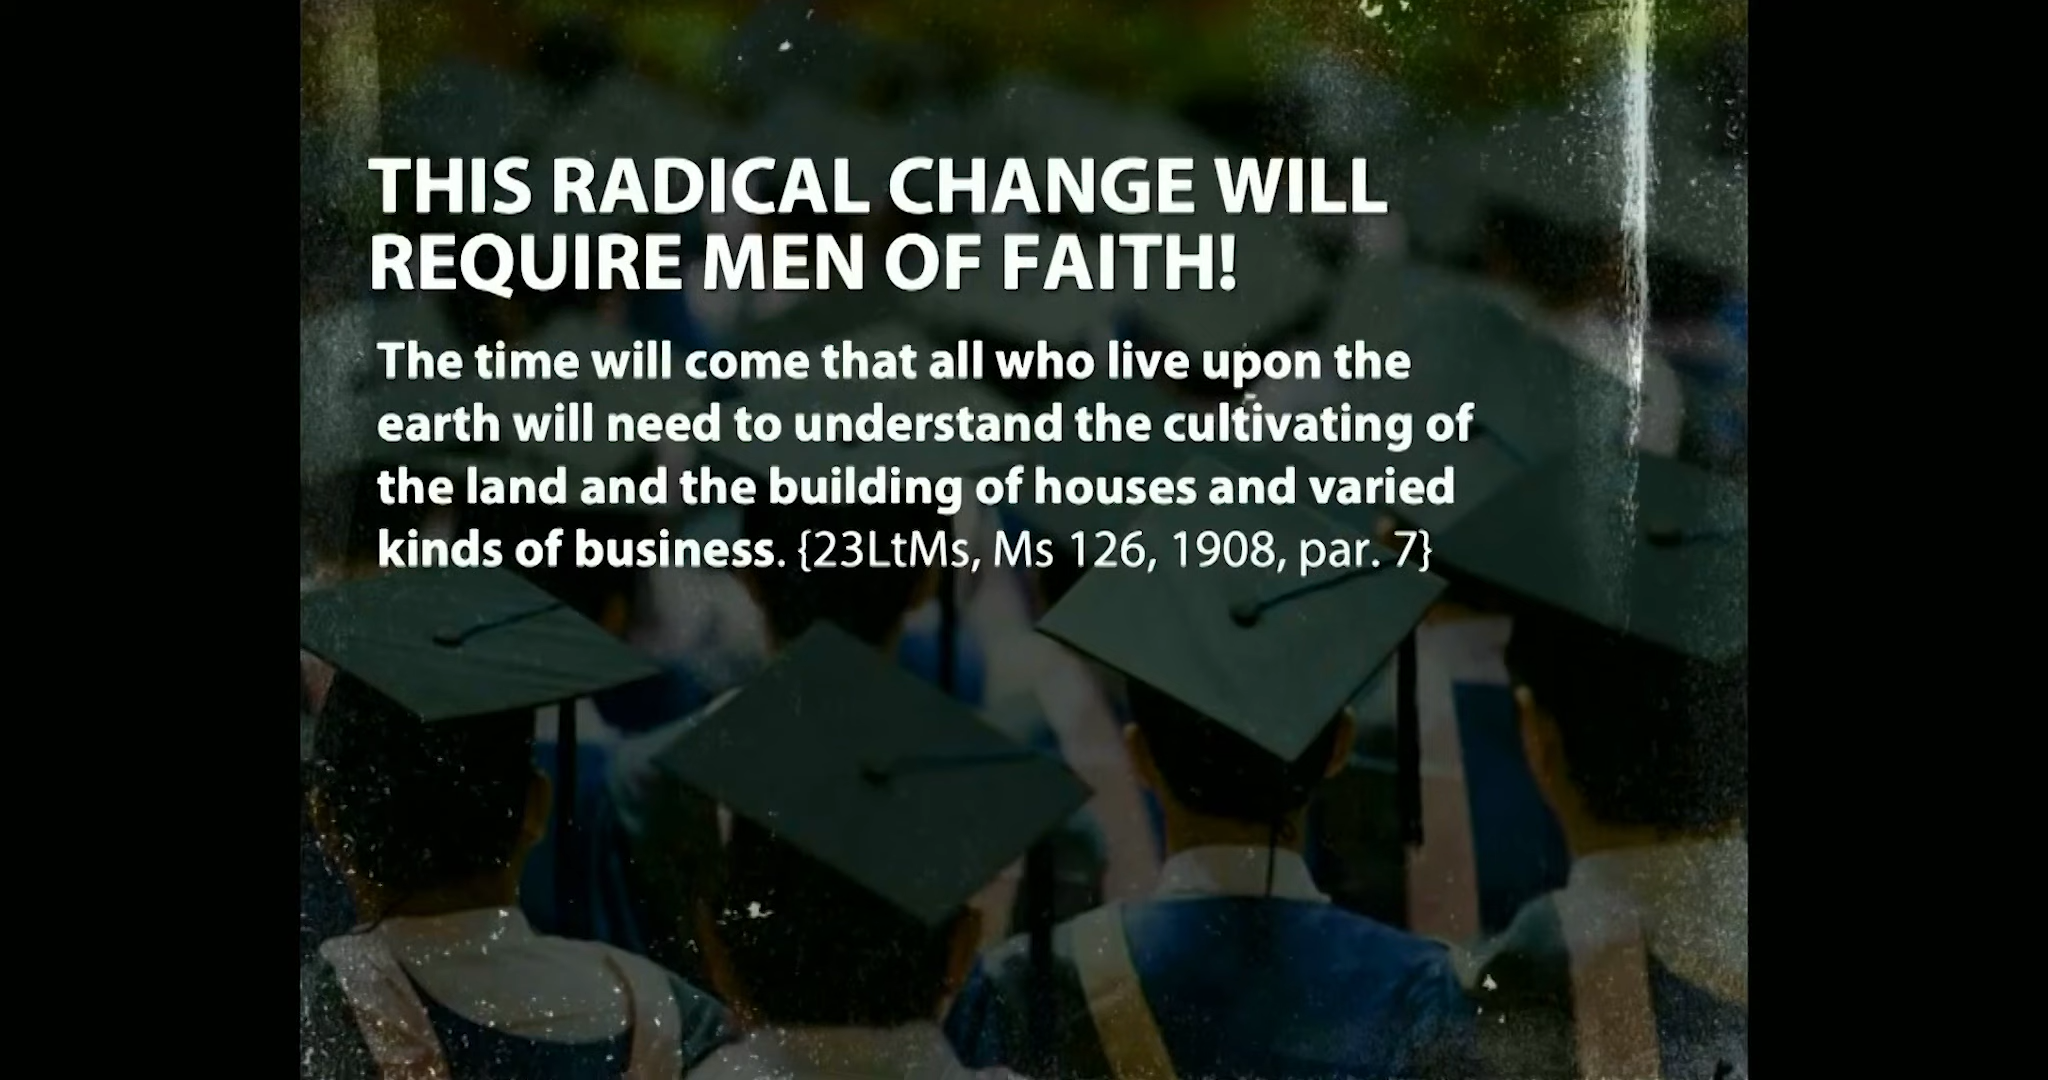 THIS RADICAL CHANGE WILL
REQUIRE MEN OF FAITH!
The time will come that all who live upon the
earth will need to understand the cultivating of
the land and the building of houses and varied
kinds of business. {23LtMs, Ms 126, 1908, par. 7}